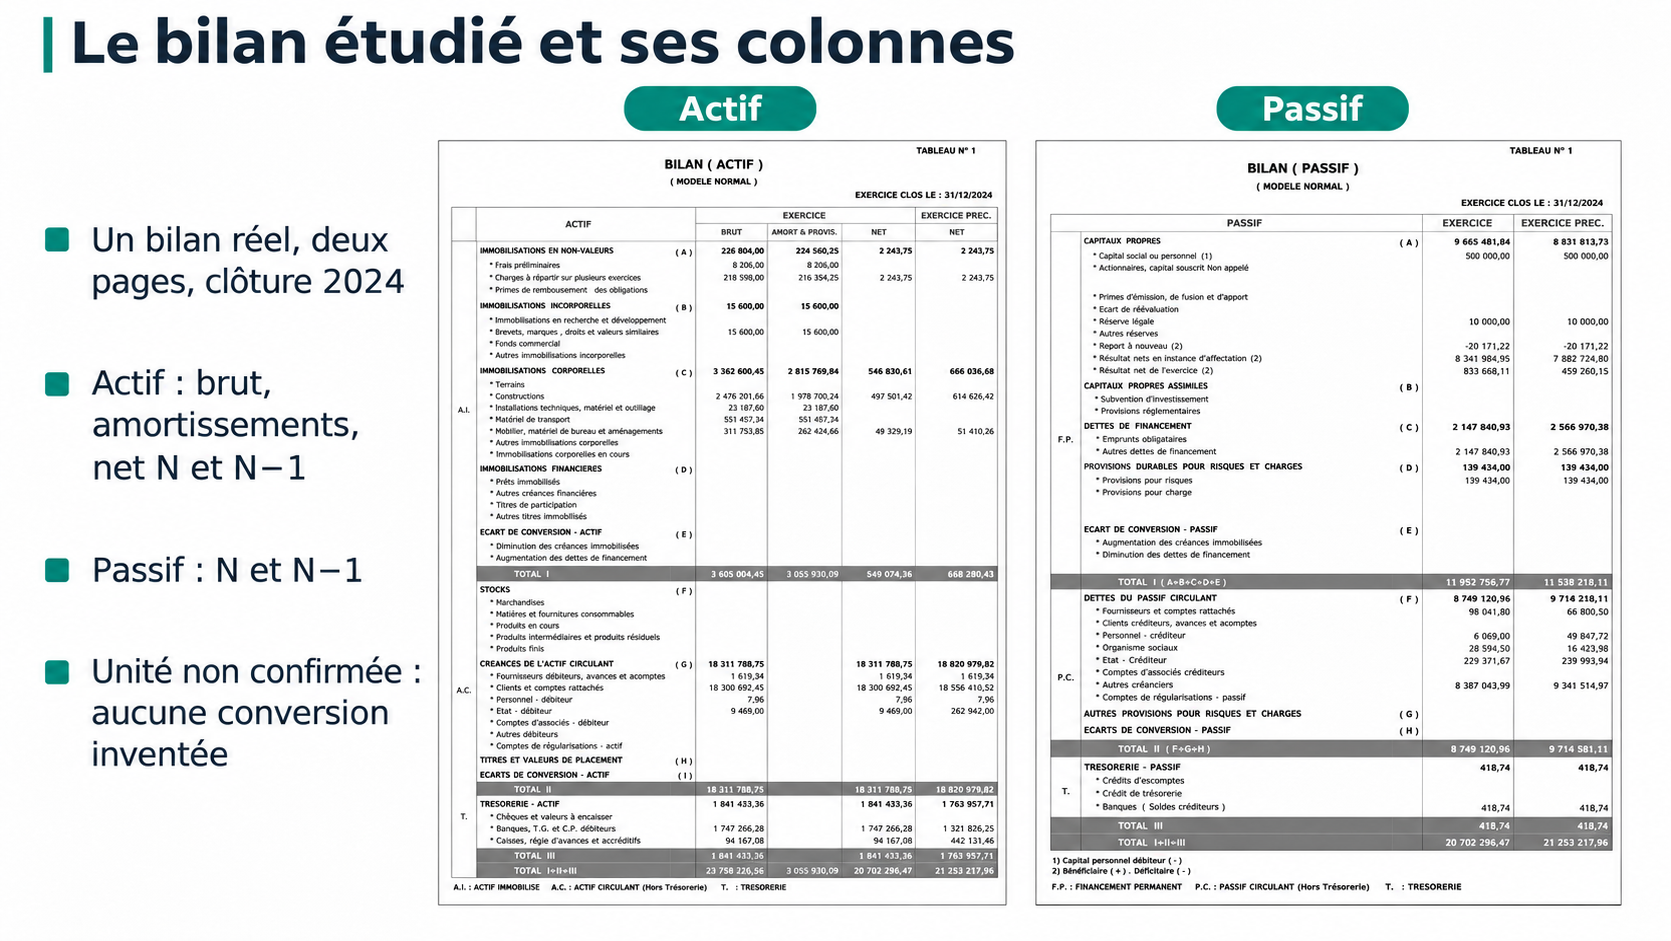 Le bilan étudié et ses colonnes
Un bilan réel, deux
pages, clôture 2024
Actif : brut,
amortissements,
net N et N−1
Passif : N et N−1
Unité non confirmée :
aucune conversion
inventée
Actif
TABLEAU N° 1
BILAN ( ACTIF )
( MODELE NORMAL )
EXERCICE CLOS LE : 31/12/2024
ACTIF EXERCICE EXERCICE PREC.
BRUT AMORT & PROVIS. NET NET
IMMOBILISATIONS EN NON-VALEURS ( A ) 226 804,00 224 560,25 2 243,75 2 243,75
* Frais préliminaires 8 206,00 8 206,00
* Charges à répartir sur plusieurs exercices 218 598,00 216 354,25 2 243,75 2 243,75
* Primes de remboursement des obligations
IMMOBILISATIONS INCORPORELLES ( B ) 15 600,00 15 600,00
* Immobilisations en recherche et développement
* Brevets, marques , droits et valeurs similaires 15 600,00 15 600,00
* Fonds commercial
* Autres immobilisations incorporelles
IMMOBILISATIONS CORPORELLES ( C ) 3 362 600,45 2 815 769,84 546 830,61 666 036,68
* Terrains
* Constructions 2 476 201,66 1 978 700,24 497 501,42 614 626,42
A.I. * Installations techniques, matériel et outillage 23 187,60 23 187,60
* Matériel de transport 551 457,34 551 457,34
* Mobilier, matériel de bureau et aménagements 311 753,85 262 424,66 49 329,19 51 410,26
* Autres immobilisations corporelles
* Immobilisations corporelles en cours
IMMOBILISATIONS FINANCIERES ( D )
* Prêts immobilisés
* Autres créances financières
* Titres de participation
* Autres titres immobilisés
ECART DE CONVERSION - ACTIF ( E )
* Diminution des créances immobilisées
* Augmentation des dettes de financement
TOTAL I 3 605 004,45 3 055 930,09 549 074,36 668 280,43
STOCKS ( F )
* Marchandises
* Matières et fournitures consommables
* Produits en cours
* Produits intermédiaires et produits résiduels
* Produits finis
CREANCES DE L'ACTIF CIRCULANT ( G ) 18 311 788,75 18 311 788,75 18 820 979,82
* Fournisseurs débiteurs, avances et acomptes 1 619,34 1 619,34 1 619,34
A.C. * Clients et comptes rattachés 18 300 692,45 18 300 692,45 18 556 410,52
* Personnel - débiteur 7,96 7,96 7,96
* Etat - débiteur 9 469,00 9 469,00 262 942,00
* Comptes d'associés - débiteur
* Autres débiteurs
* Comptes de régularisations - actif
TITRES ET VALEURS DE PLACEMENT ( H )
ECARTS DE CONVERSION - ACTIF ( I )
TOTAL II 18 311 788,75 18 311 788,75 18 820 979,82
TRESORERIE - ACTIF 1 841 433,36 1 841 433,36 1 763 957,71
T. * Chèques et valeurs à encaisser
* Banques, T.G. et C.P. débiteurs 1 747 266,28 1 747 266,28 1 321 826,25
* Caisses, régie d'avances et accréditifs 94 167,08 94 167,08 442 131,46
TOTAL III 1 841 433,36 1 841 433,36 1 763 957,71
TOTAL I+II+III 23 758 226,56 3 055 930,09 20 702 296,47 21 253 217,96
A.I. : ACTIF IMMOBILISE A.C. : ACTIF CIRCULANT (Hors Trésorerie) T. : TRESORERIE
Passif
TABLEAU N° 1
BILAN ( PASSIF )
( MODELE NORMAL )
EXERCICE CLOS LE : 31/12/2024
PASSIF EXERCICE EXERCICE PREC.
CAPITAUX PROPRES ( A ) 9 665 481,84 8 831 813,73
* Capital social ou personnel (1) 500 000,00 500 000,00
* Actionnaires, capital souscrit Non appelé
* Primes d'émission, de fusion et d'apport
* Ecart de réévaluation
* Réserve légale 10 000,00 10 000,00
* Autres réserves
* Report à nouveau (2) -20 171,22 -20 171,22
* Résultat nets en instance d'affectation (2) 8 341 984,95 7 882 724,80
* Résultat net de l'exercice (2) 833 668,11 459 260,15
CAPITAUX PROPRES ASSIMILES ( B )
* Subvention d'investissement
* Provisions réglementaires
DETTES DE FINANCEMENT ( C ) 2 147 840,93 2 566 970,38
F.P. * Emprunts obligataires
* Autres dettes de financement 2 147 840,93 2 566 970,38
PROVISIONS DURABLES POUR RISQUES ET CHARGES ( D ) 139 434,00 139 434,00
* Provisions pour risques 139 434,00 139 434,00
* Provisions pour charge
ECART DE CONVERSION - PASSIF ( E )
* Augmentation des créances immobilisées
* Diminution des dettes de financement
TOTAL I ( A+B+C+D+E ) 11 952 756,77 11 538 218,11
DETTES DU PASSIF CIRCULANT ( F ) 8 749 120,96 9 714 218,11
* Fournisseurs et comptes rattachés 98 041,80 66 800,50
* Clients créditeurs, avances et acomptes
* Personnel - créditeur 6 069,00 49 847,72
* Organisme sociaux 28 594,50 16 423,98
* Etat - Créditeur 229 371,67 239 993,94
P.C. * Comptes d'associés créditeurs
* Autres créanciers 8 387 043,99 9 341 514,97
* Comptes de régularisations - passif
AUTRES PROVISIONS POUR RISQUES ET CHARGES ( G )
ECARTS DE CONVERSION - PASSIF ( H )
TOTAL II ( F+G+H ) 8 749 120,96 9 714 581,11
TRESORERIE - PASSIF 418,74 418,74
* Crédits d'escomptes
T. * Crédit de trésorerie
* Banques ( Soldes créditeurs ) 418,74 418,74
TOTAL III 418,74 418,74
TOTAL I+II+III 20 702 296,47 21 253 217,96
1) Capital personnel débiteur ( - )
2) Bénéficiaire ( + ) . Déficitaire ( - )
F.P. : FINANCEMENT PERMANENT P.C. : PASSIF CIRCULANT (Hors Trésorerie) T. : TRESORERIE